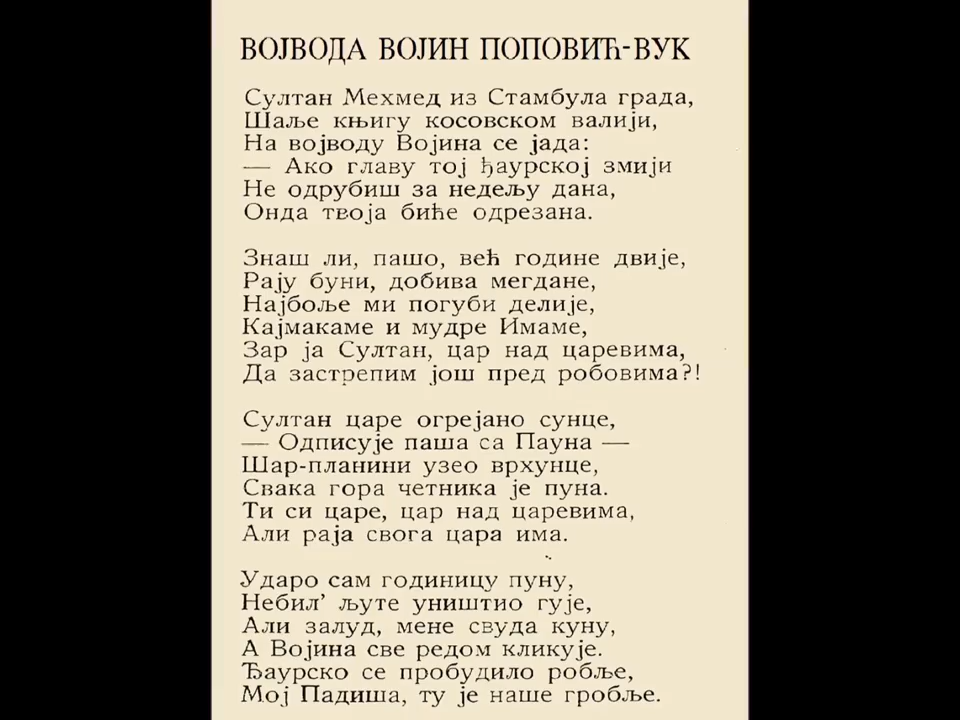 ВОЈВОДА ВОЈИН ПОПОВИЋ-ВУК
Султан Мехмед из Стамбула града,
Шаље књигу косовском валији,
На војводу Војина се јада:
— Ако главу тој ђаурској змији
Не одрубиш за недељу дана,
Онда твоја биће одрезана.
Знаш ли, пашо, већ године двије,
Рају буни, добива мегдане,
Најбоље ми погуби делије,
Кајмакаме и мудре Имаме,
Зар ја Султан, цар над царевима,
Да застрепим још пред робовима?!
Султан царе огрејано сунце,
— Одписује паша са Пауна —
Шар-планини узео врхунце,
Свака гора четника је пуна.
Ти си царе, цар над царевима,
Али раја свога цара има.
Ударо сам годиницу пуну,
Небил’ љуте уништио гује,
Али залуд, мене свуда куну,
А Војина све редом кликује.
Ђаурско се пробудило робље,
Мој Падиша, ту је наше гробље.